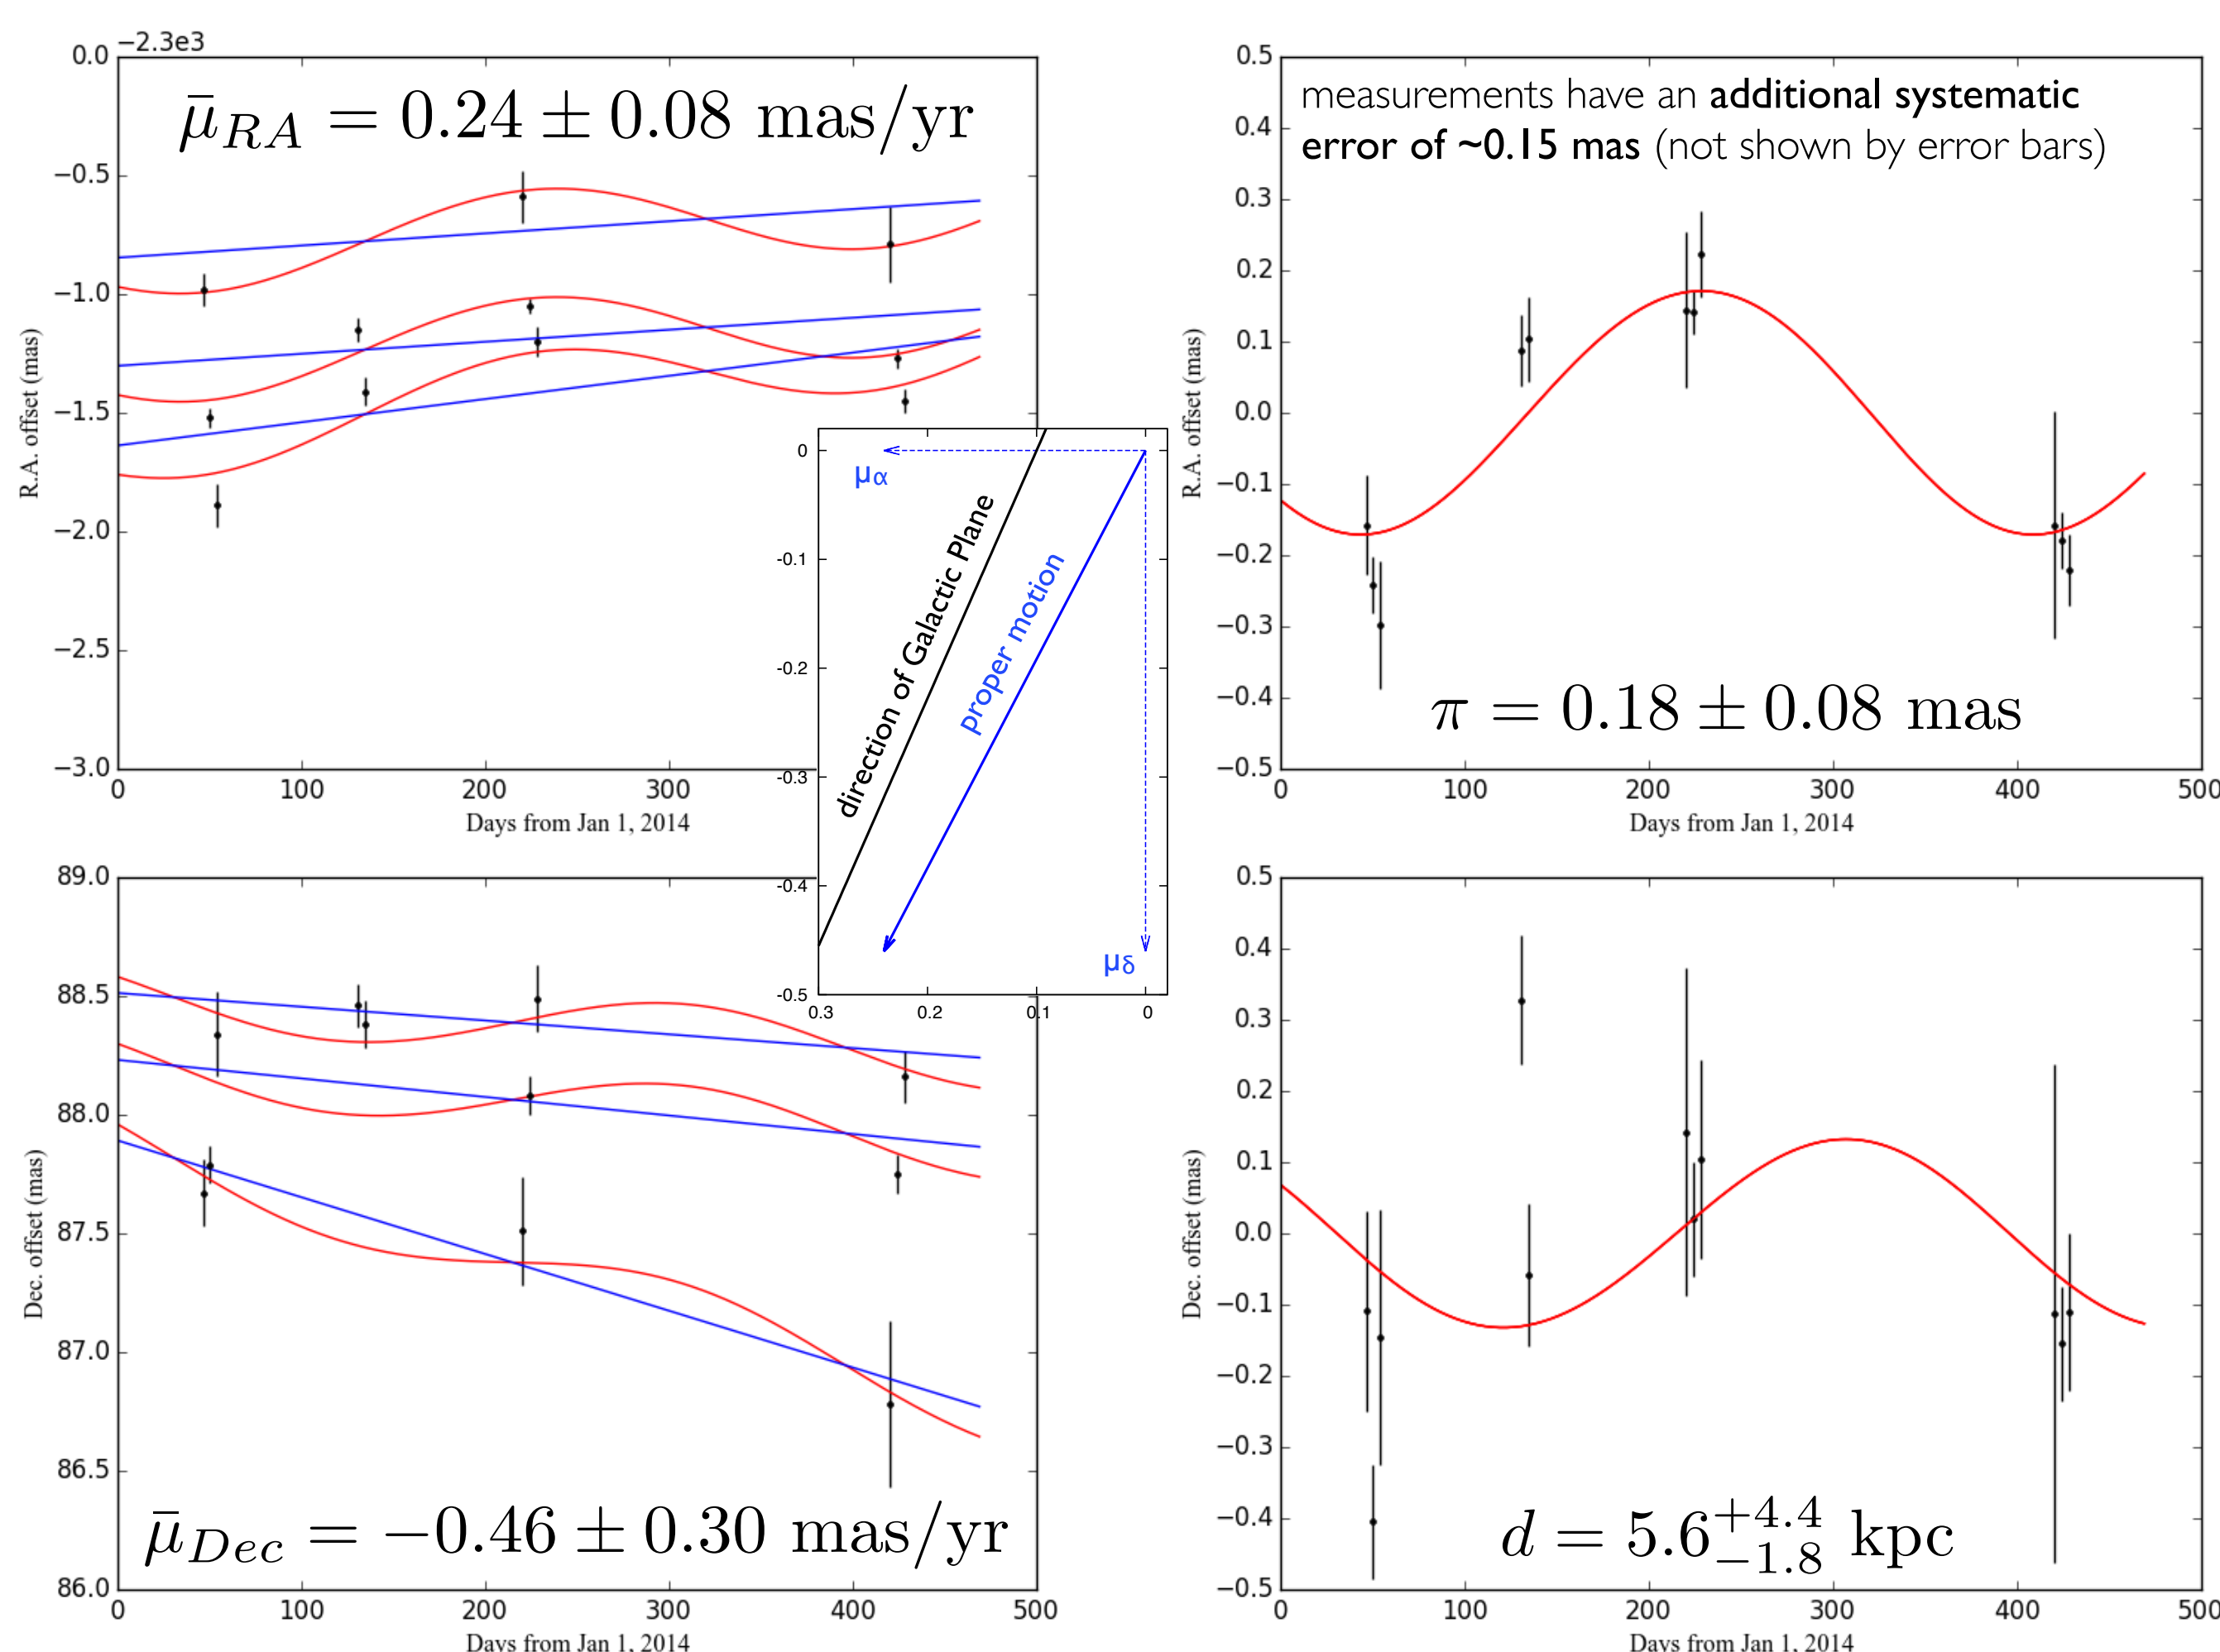 −2.3e3
0.0
−0.5
−1.0
−1.5
−2.0
−2.5
−3.0
R.A. offset (mas)
μ̄_RA = 0.24 ± 0.08 mas/yr
0 100 200 300
Days from Jan 1, 2014
0.5
0.4
0.3
0.2
0.1
0.0
−0.1
−0.2
−0.3
−0.4
−0.5
R.A. offset (mas)
measurements have an additional systematic
error of ~0.15 mas (not shown by error bars)
π = 0.18 ± 0.08 mas
0 100 200 300 400 500
Days from Jan 1, 2014
0
-0.1
-0.2
-0.3
-0.4
-0.5
0.3 0.2 0.1 0
μα
direction of Galactic Plane
proper motion
μδ
89.0
88.5
88.0
87.5
87.0
86.5
86.0
Dec. offset (mas)
μ̄_Dec = −0.46 ± 0.30 mas/yr
0 100 200 300 400 500
Days from Jan 1, 2014
0.5
0.4
0.3
0.2
0.1
0.0
−0.1
−0.2
−0.3
−0.4
−0.5
Dec. offset (mas)
d = 5.6 +4.4 −1.8 kpc
0 100 200 300 400 500
Days from Jan 1, 2014